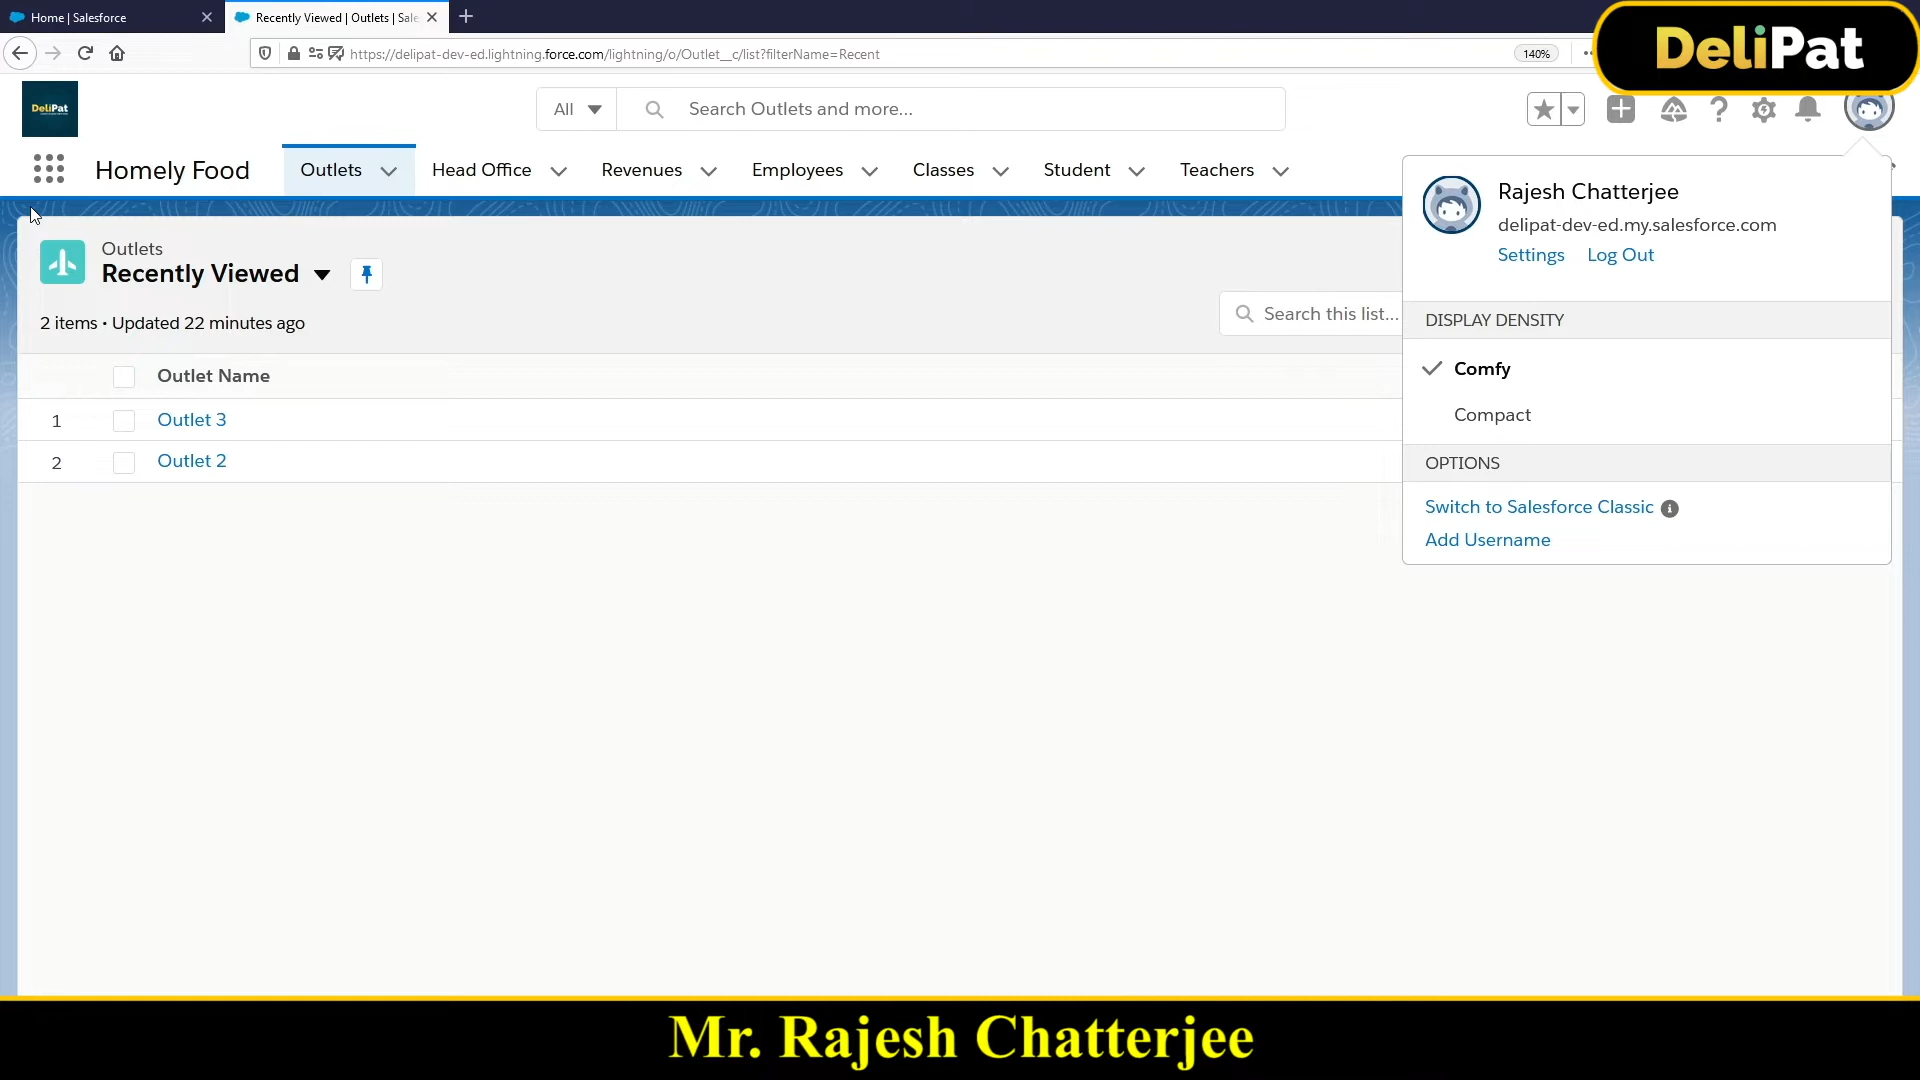 Home | Salesforce
Recently Viewed | Outlets | Sale
https://delipat-dev-ed.lightning.force.com/lightning/o/Outlet__c/list?filterName=Recent
140%
DeliPat
DeliPat
All
Search Outlets and more...
Homely Food
Outlets
Head Office
Revenues
Employees
Classes
Student
Teachers
Outlets
Recently Viewed
2 items • Updated 22 minutes ago
Search this list...
Outlet Name
1 Outlet 3
2 Outlet 2
Rajesh Chatterjee
delipat-dev-ed.my.salesforce.com
Settings Log Out
DISPLAY DENSITY
Comfy
Compact
OPTIONS
Switch to Salesforce Classic
Add Username
Mr. Rajesh Chatterjee